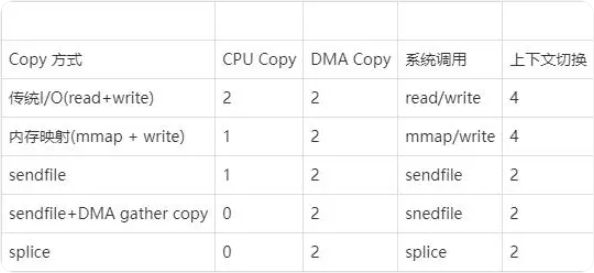 Copy 方式 CPU Copy DMA Copy 系统调用 上下文切换
传统I/O(read+write) 2 2 read/write 4
内存映射(mmap + write) 1 2 mmap/write 4
sendfile 1 2 sendfile 2
sendfile+DMA gather copy 0 2 snedfile 2
splice 0 2 splice 2